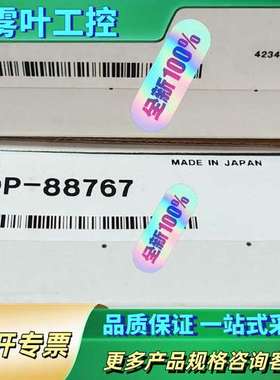 雾叶工控
4234
全新100%
MADE IN JAPAN
OP-88767
全新100%
开专票
品质保证 一站式采
更多产品规格咨询客